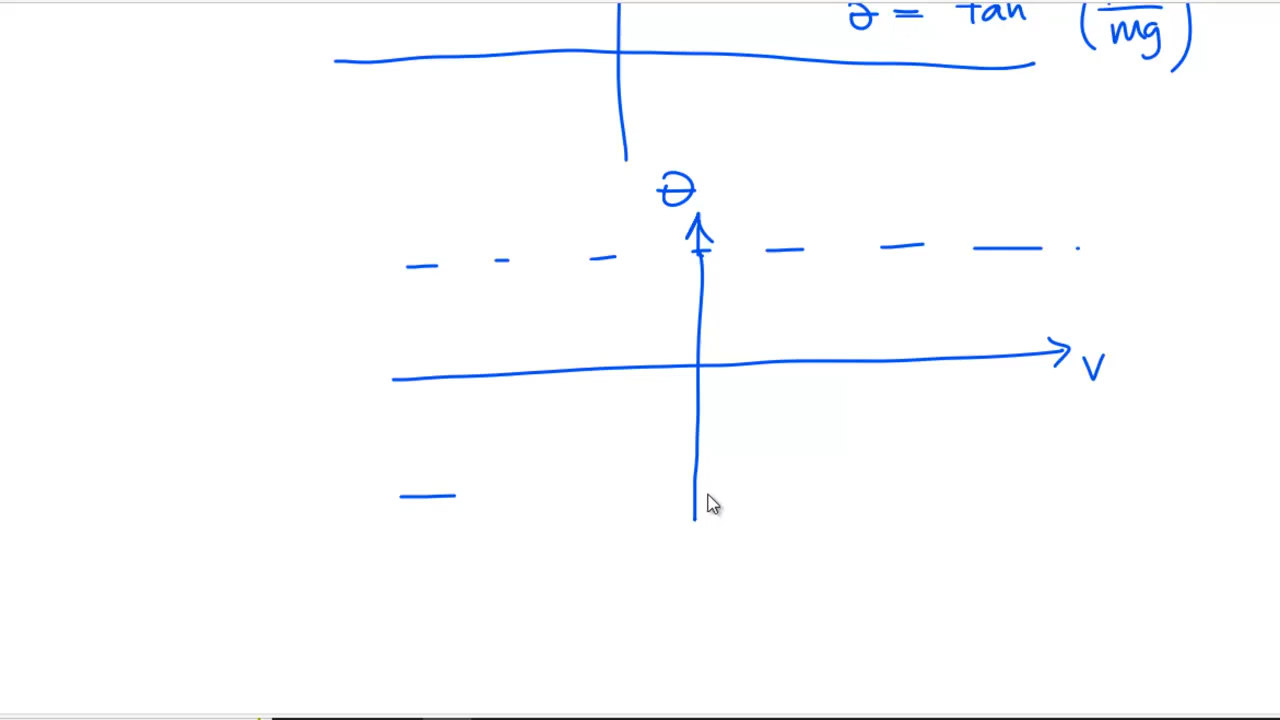 = tan
(— mg)
θ
v